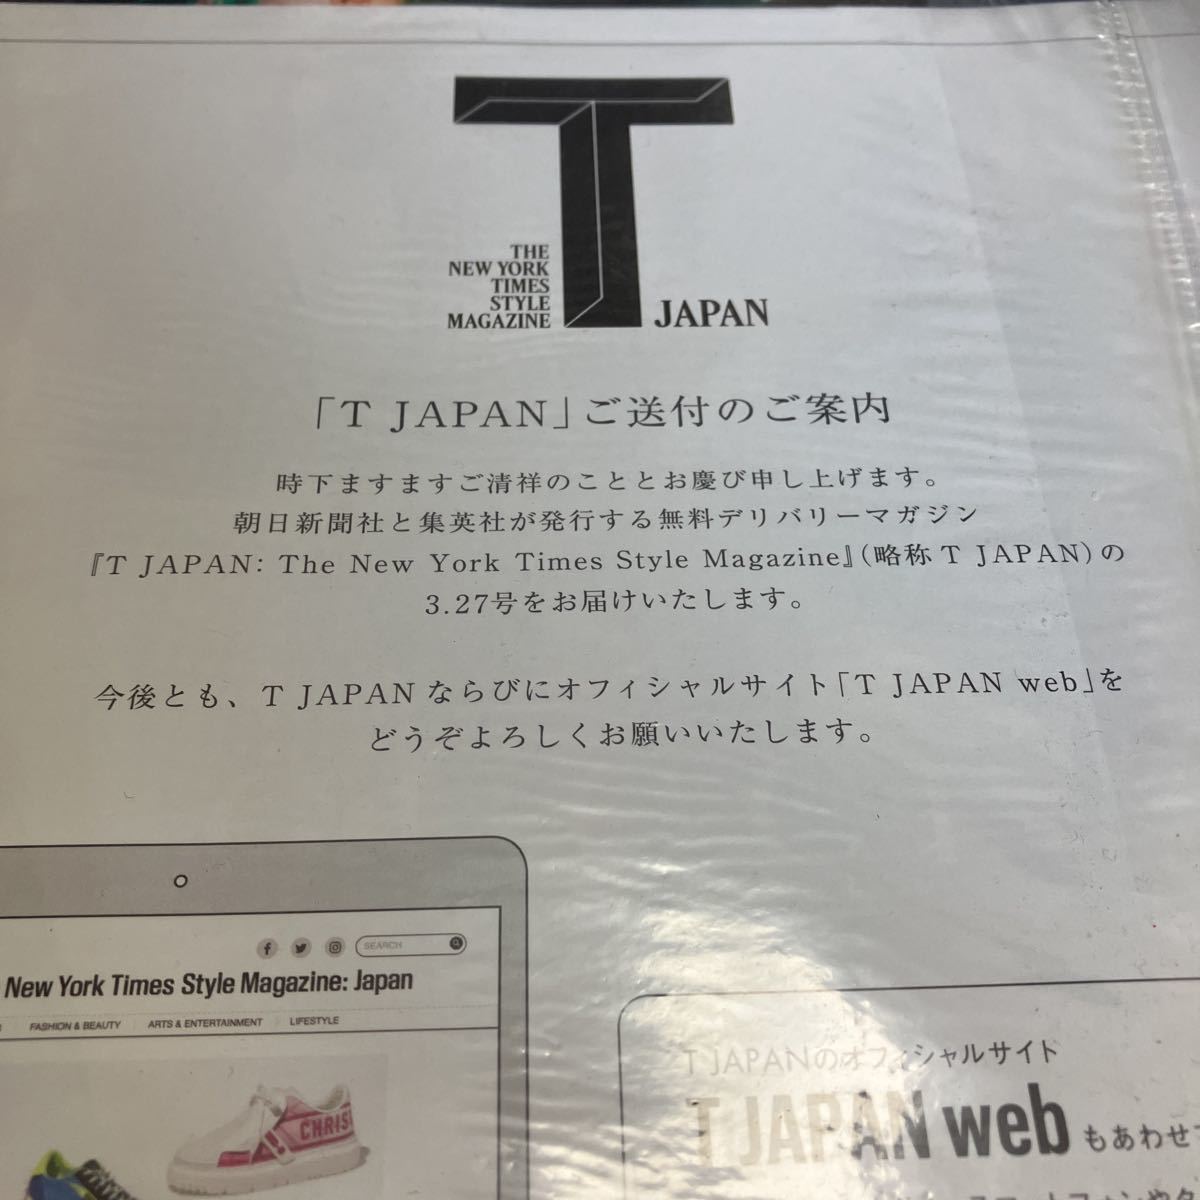 THE
NEW YORK
TIMES
STYLE
MAGAZINE
T
JAPAN
「T JAPAN」ご送付のご案内
時下ますますご清祥のこととお慶び申し上げます。
朝日新聞社と集英社が発行する無料デリバリーマガジン
『T JAPAN: The New York Times Style Magazine』(略称T JAPAN)の
3.27号をお届けいたします。
今後とも、T JAPANならびにオフィシャルサイト「T JAPAN web」を
どうぞよろしくお願いいたします。
SEARCH
New York Times Style Magazine: Japan
FASHION & BEAUTY ARTS & ENTERTAINMENT LIFESTYLE
CHRIS
T JAPANのオフィシャルサイト
T JAPAN web もあわせ